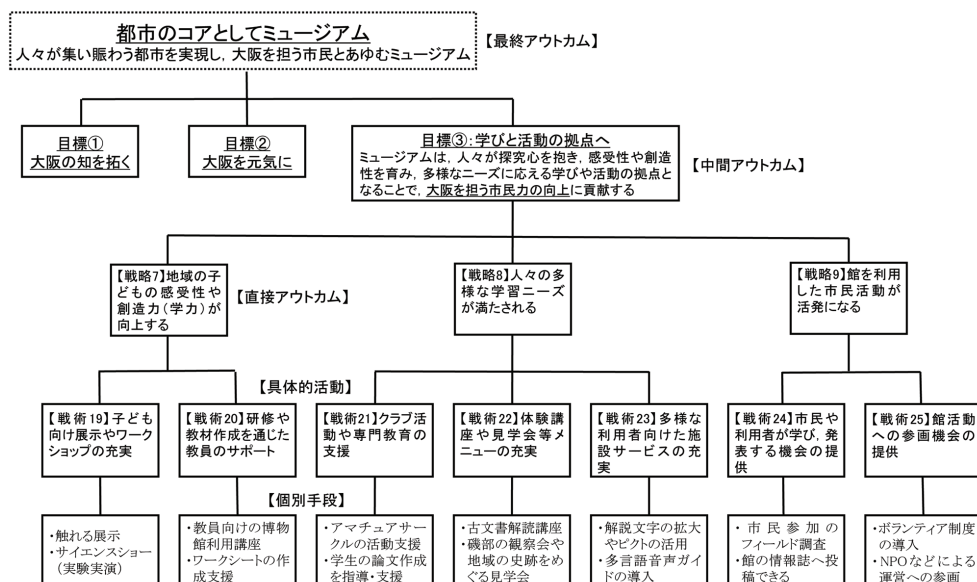 都市のコアとしてミュージアム
人々が集い賑わう都市を実現し,大阪を担う市民とあゆむミュージアム
【最終アウトカム】
目標①
大阪の知を拓く
目標②
大阪を元気に
目標③:学びと活動の拠点へ
ミュージアムは,人々が探究心を抱き,感受性や創造
性を育み,多様なニーズに応える学びや活動の拠点と
なることで,大阪を担う市民力の向上に貢献する
【中間アウトカム】
【戦略7】地域の子
どもの感受性や
創造力(学力)が
向上する
【直接アウトカム】
【戦略8】人々の多
様な学習ニーズ
が満たされる
【戦略9】館を利用
した市民活動が
活発になる
【具体的活動】
【戦術19】子ども
向け展示やワーク
ショップの充実
【戦術20】研修や
教材作成を通じた
教員のサポート
【戦術21】クラブ活
動や専門教育の
支援
【戦術22】体験講
座や見学会等メ
ニューの充実
【戦術23】多様な
利用者向けた施
設サービスの充
実
【戦術24】市民や
利用者が学び,発
表する機会の提
供
【戦術25】館活動
への参画機会の
提供
【個別手段】
・触れる展示
・サイエンスショー
(実験実演)
・教員向けの博物
館利用講座
・ワークシートの作
成支援
・アマチュアサー
クルの活動支援
・学生の論文作成
を指導・支援
・古文書解読講座
・磯部の観察会や
地域の史跡をめ
ぐる見学会
・解説文字の拡大
やピクトの活用
・多言語音声ガイ
ドの導入
・市民参加の
フィールド調査
・館の情報誌へ投
稿できる
・ボランティア制度
の導入
・NPOなどによる
運営への参画